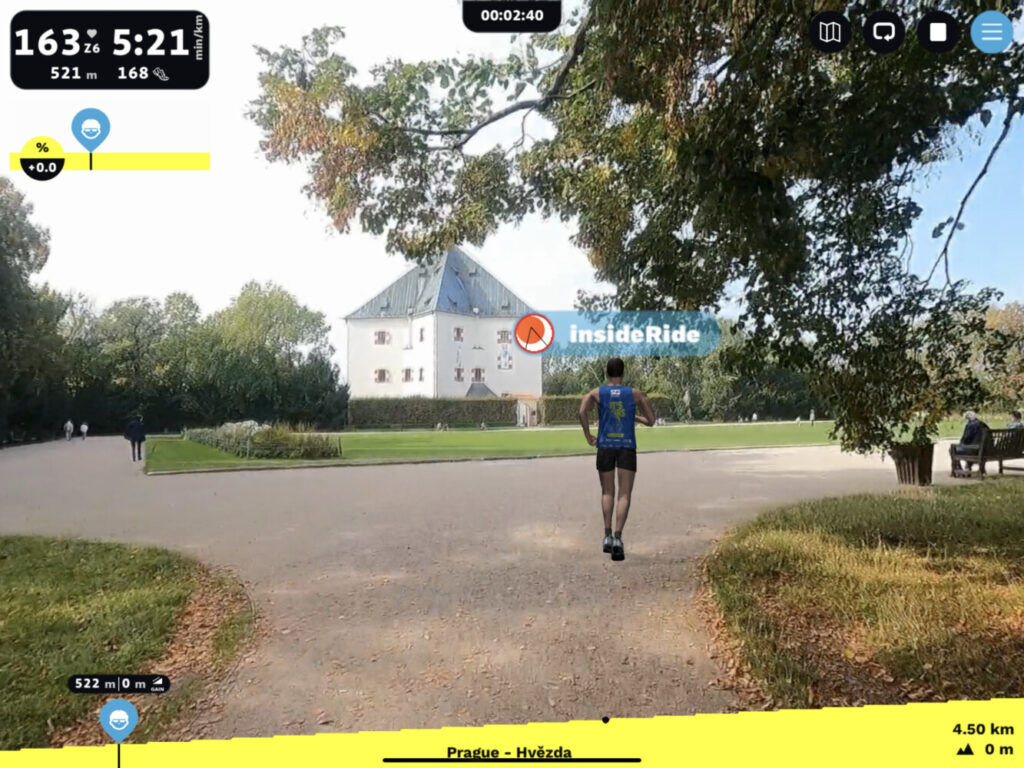 00:02:40
163 Z6 5:21 min/km
521 m 168
%
+0.0
insideRide
522 m|0 m GAIN
4.50 km
0 m
Prague - Hvězda